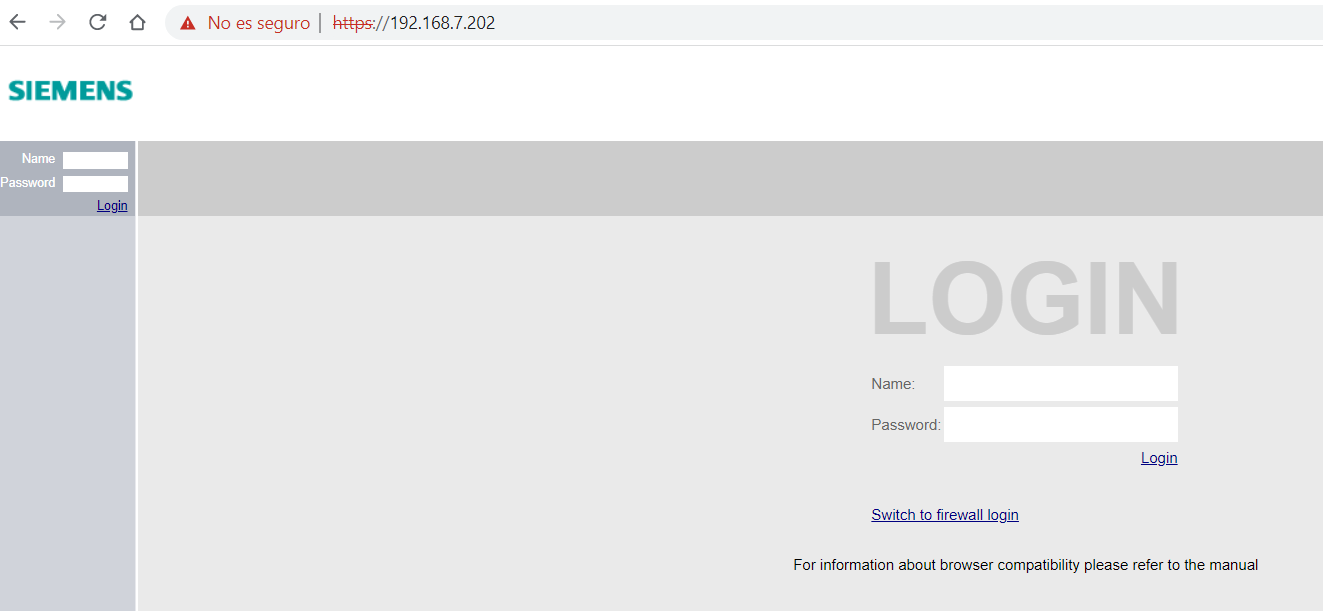 No es seguro | https://192.168.7.202
SIEMENS
Name
Password
Login
LOGIN
Name:
Password:
Login
Switch to firewall login
For information about browser compatibility please refer to the manual